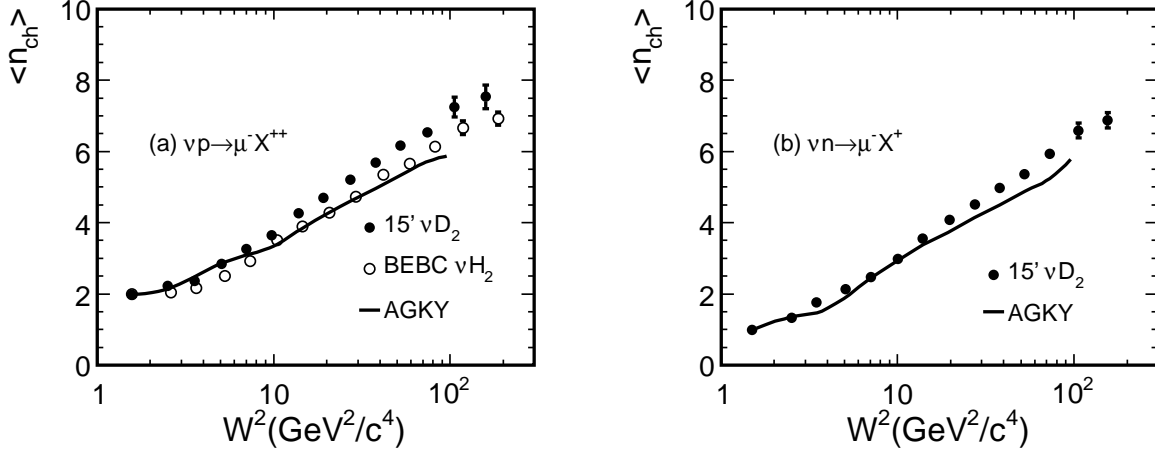 <n_ch>
10
8
6
4
2
0
(a) νp→μ⁻X⁺⁺
15' νD₂
BEBC νH₂
AGKY
1
10
10²
W²(GeV²/c⁴)
<n_ch>
10
8
6
4
2
0
(b) νn→μ⁻X⁺
15' νD₂
AGKY
1
10
10²
W²(GeV²/c⁴)